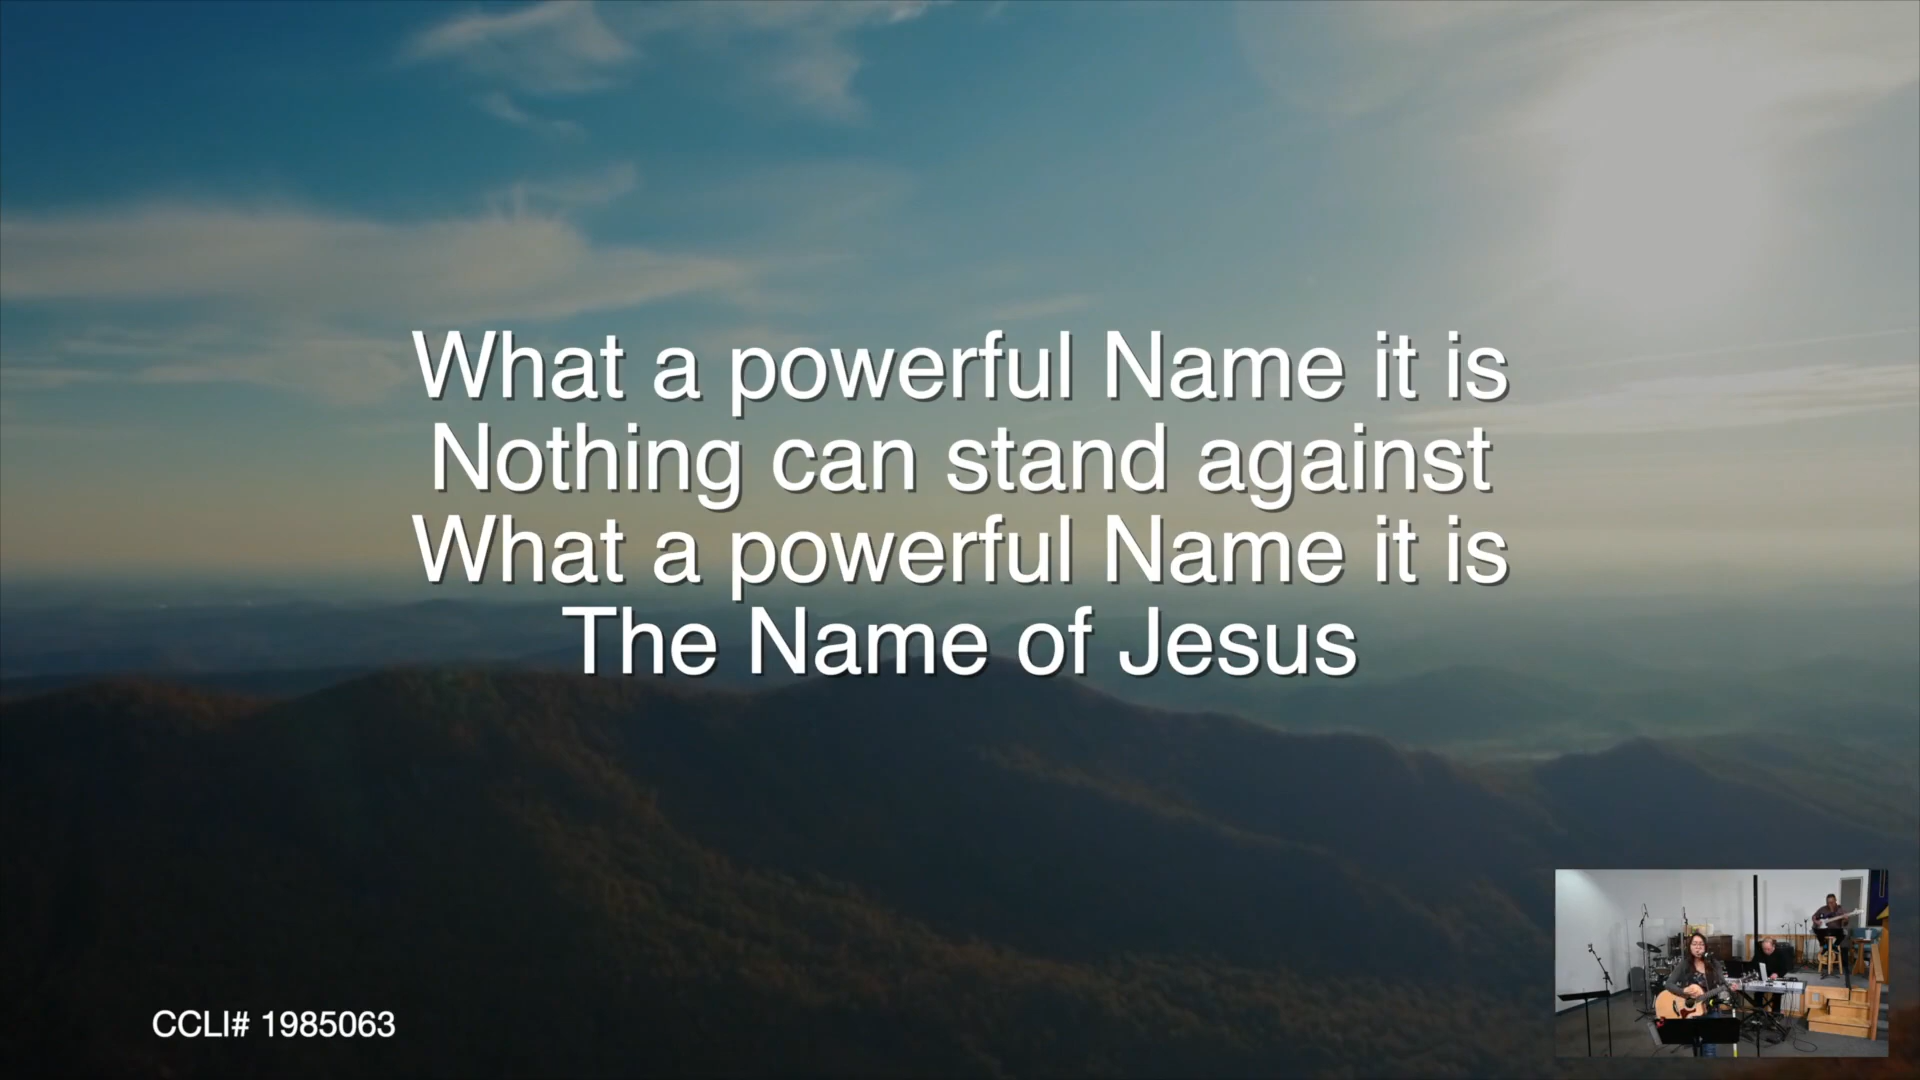 What a powerful Name it is
Nothing can stand against
What a powerful Name it is
The Name of Jesus
CCLI# 1985063